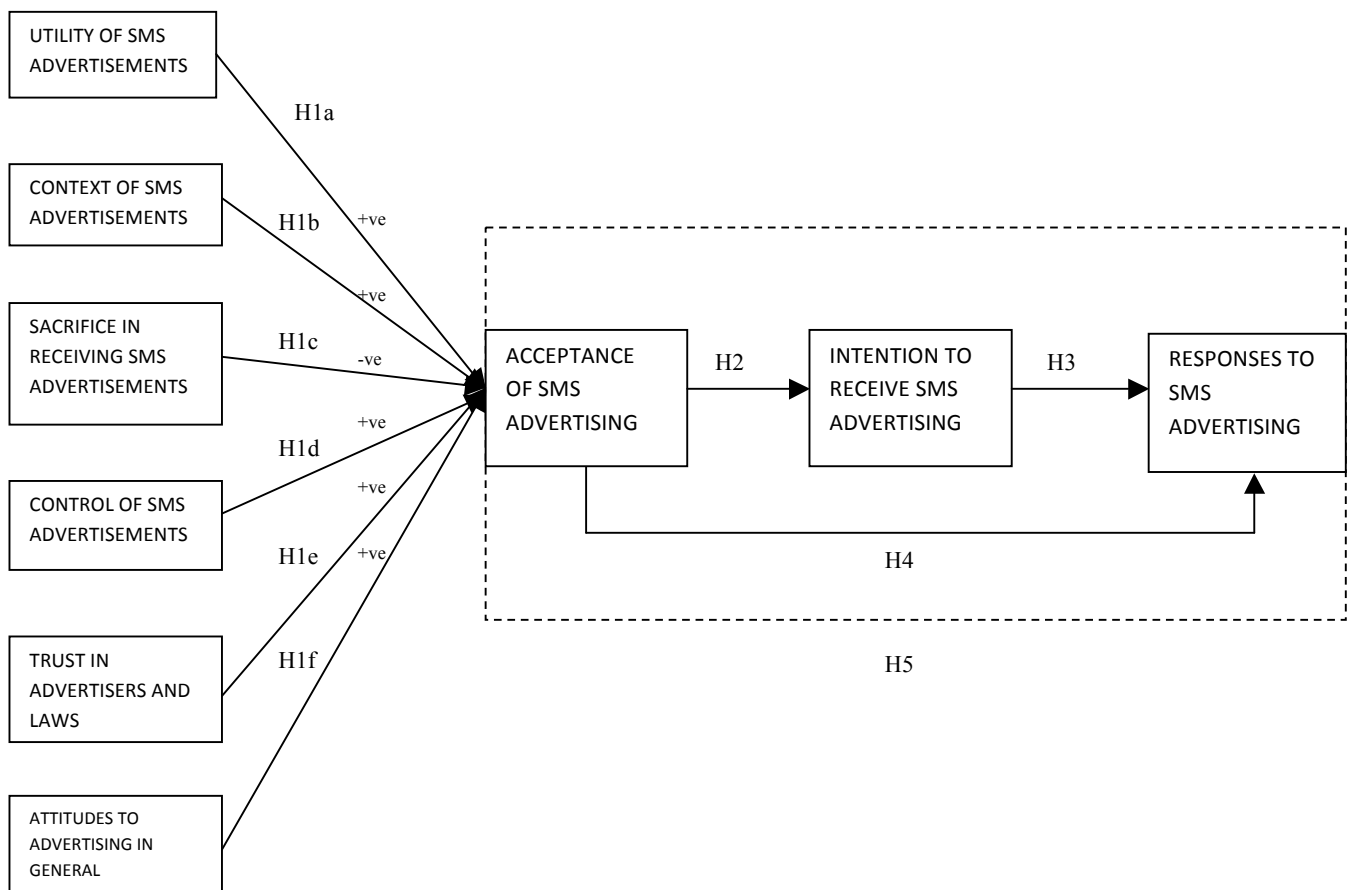 UTILITY OF SMS
ADVERTISEMENTS
H1a
CONTEXT OF SMS
ADVERTISEMENTS
H1b
+ve
+ve
SACRIFICE IN
RECEIVING SMS
ADVERTISEMENTS
H1c
-ve
CONTROL OF SMS
ADVERTISEMENTS
H1d
+ve
TRUST IN
ADVERTISERS AND
LAWS
H1e
+ve
ATTITUDES TO
ADVERTISING IN
GENERAL
H1f
+ve
ACCEPTANCE
OF SMS
ADVERTISING
H2
INTENTION TO
RECEIVE SMS
ADVERTISING
H3
RESPONSES TO
SMS
ADVERTISING
H4
H5